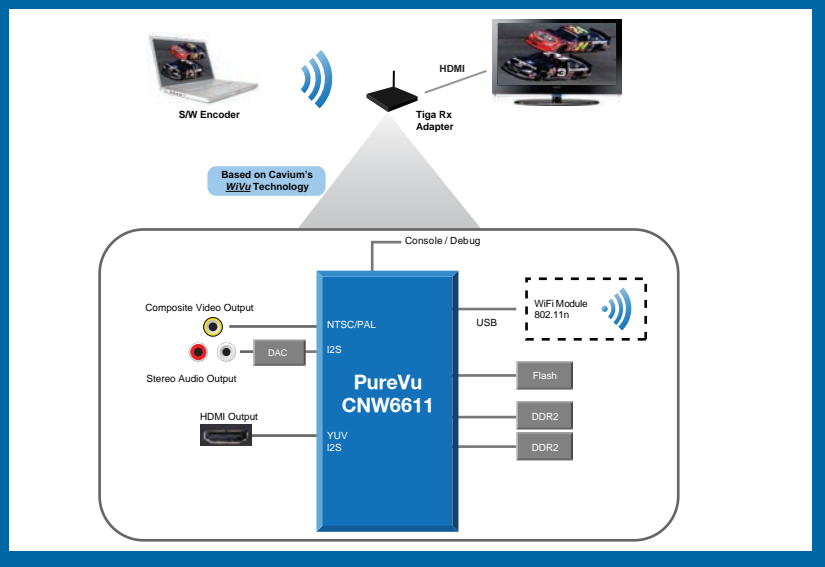 HDMI
S/W Encoder
Tiga Rx
Adapter
Based on Cavium's
WiVu Technology
Console / Debug
Composite Video Output
NTSC/PAL
DAC
I2S
Stereo Audio Output
PureVu
CNW6611
HDMI Output
YUV
I2S
USB
WiFi Module
802.11n
Flash
DDR2
DDR2